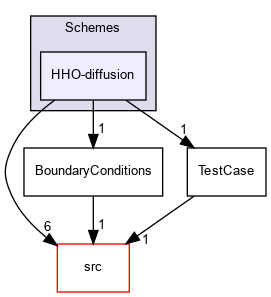 Schemes
HHO-diffusion
1
1
BoundaryConditions
TestCase
6
1
1
src